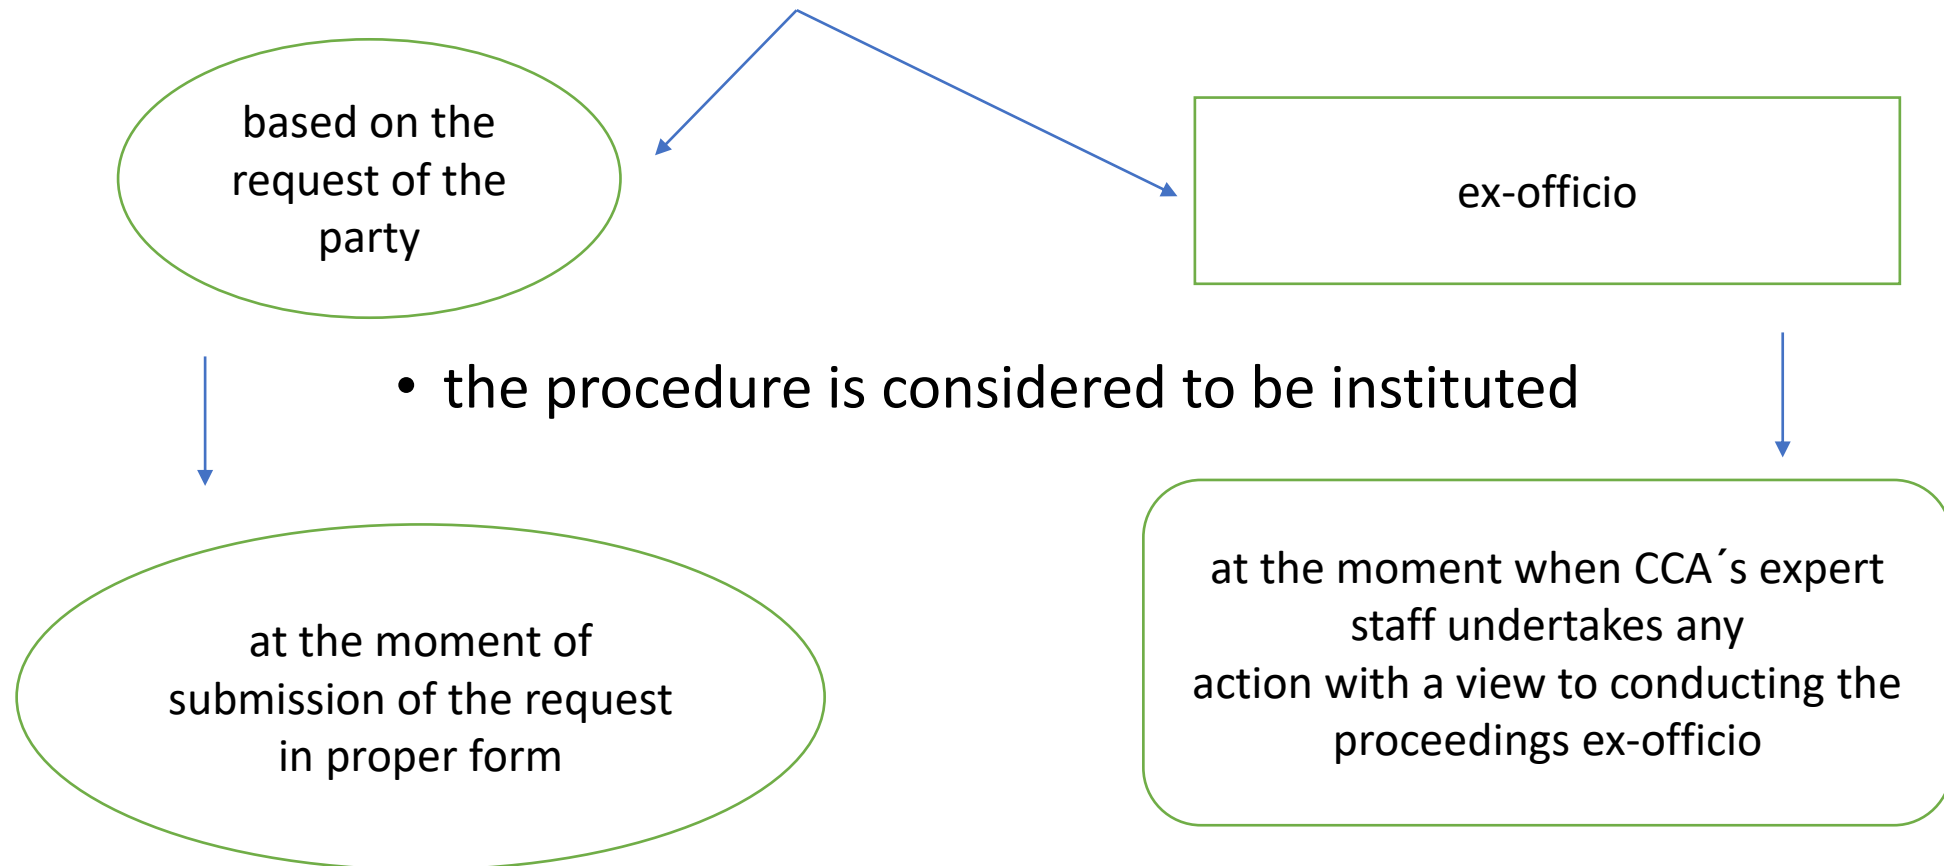 based on the
request of the
party
ex-officio
• the procedure is considered to be instituted
at the moment of
submission of the request
in proper form
at the moment when CCA´s expert
staff undertakes any
action with a view to conducting the
proceedings ex-officio